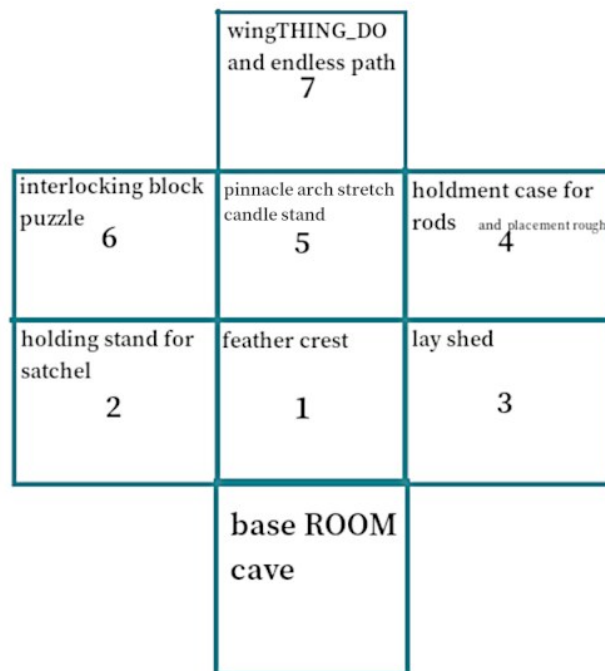 wingTHING_DO
and endless path
7
interlocking block
puzzle
6
pinnacle arch stretch
candle stand
5
holdment case for
rods and placement rough
4
holding stand for
satchel
2
feather crest
1
lay shed
3
base ROOM
cave